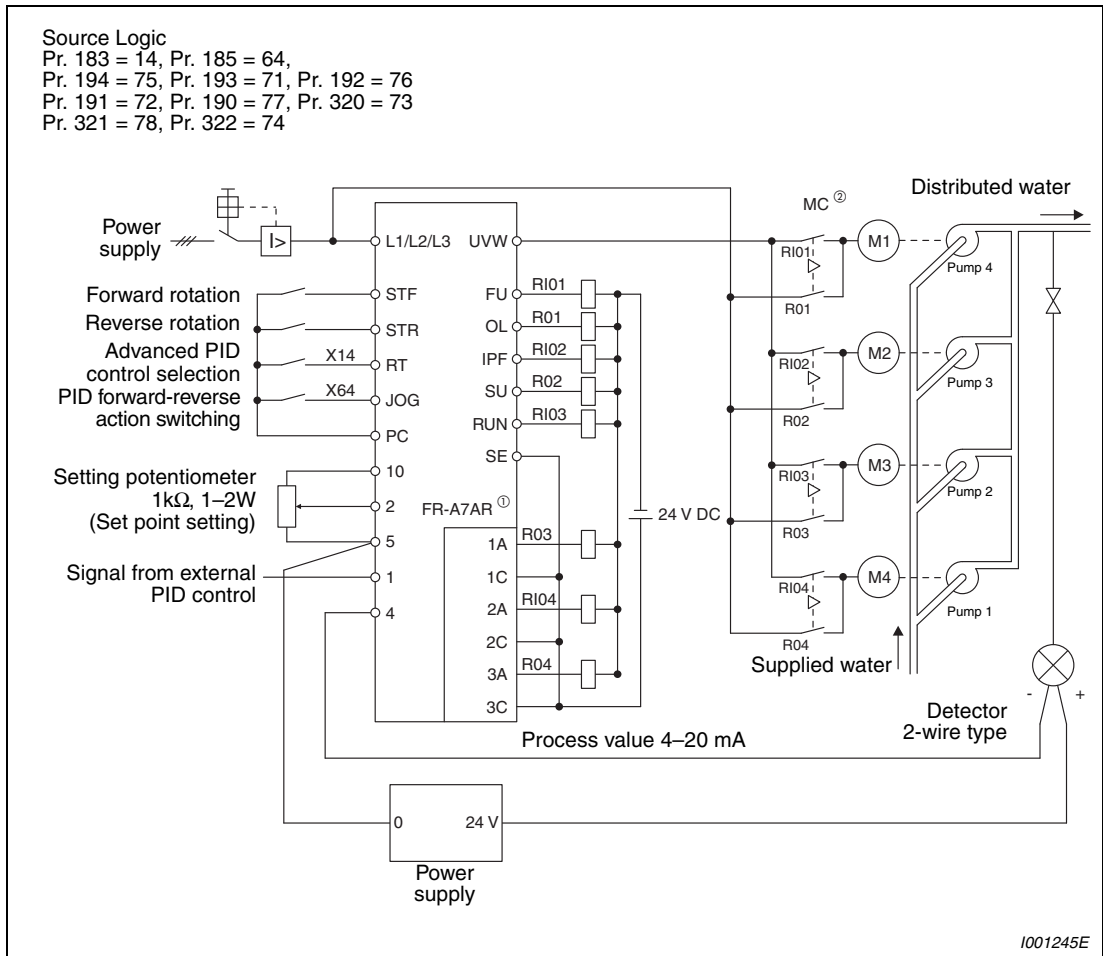 Source Logic
Pr. 183 = 14, Pr. 185 = 64,
Pr. 194 = 75, Pr. 193 = 71, Pr. 192 = 76
Pr. 191 = 72, Pr. 190 = 77, Pr. 320 = 73
Pr. 321 = 78, Pr. 322 = 74
Distributed water
MC ②
Power
supply
I>
L1/L2/L3
UVW
M1
RI01
Pump 4
R01
Forward rotation
STF
FU
RI01
Reverse rotation
STR
OL
R01
Advanced PID
control selection
X14
RT
IPF
RI02
M2
RI02
Pump 3
R02
PID forward-reverse
action switching
X64
JOG
SU
R02
PC
RUN
RI03
SE
M3
RI03
Pump 2
R03
Setting potentiometer
1kΩ, 1–2W
(Set point setting)
10
2
5
FR-A7AR ①
24 V DC
1A
R03
Signal from external
PID control
1
4
1C
2A
RI04
2C
3A
R04
3C
M4
RI04
Pump 1
R04
Supplied water
- +
Detector
2-wire type
Process value 4–20 mA
0
24 V
Power
supply
I001245E